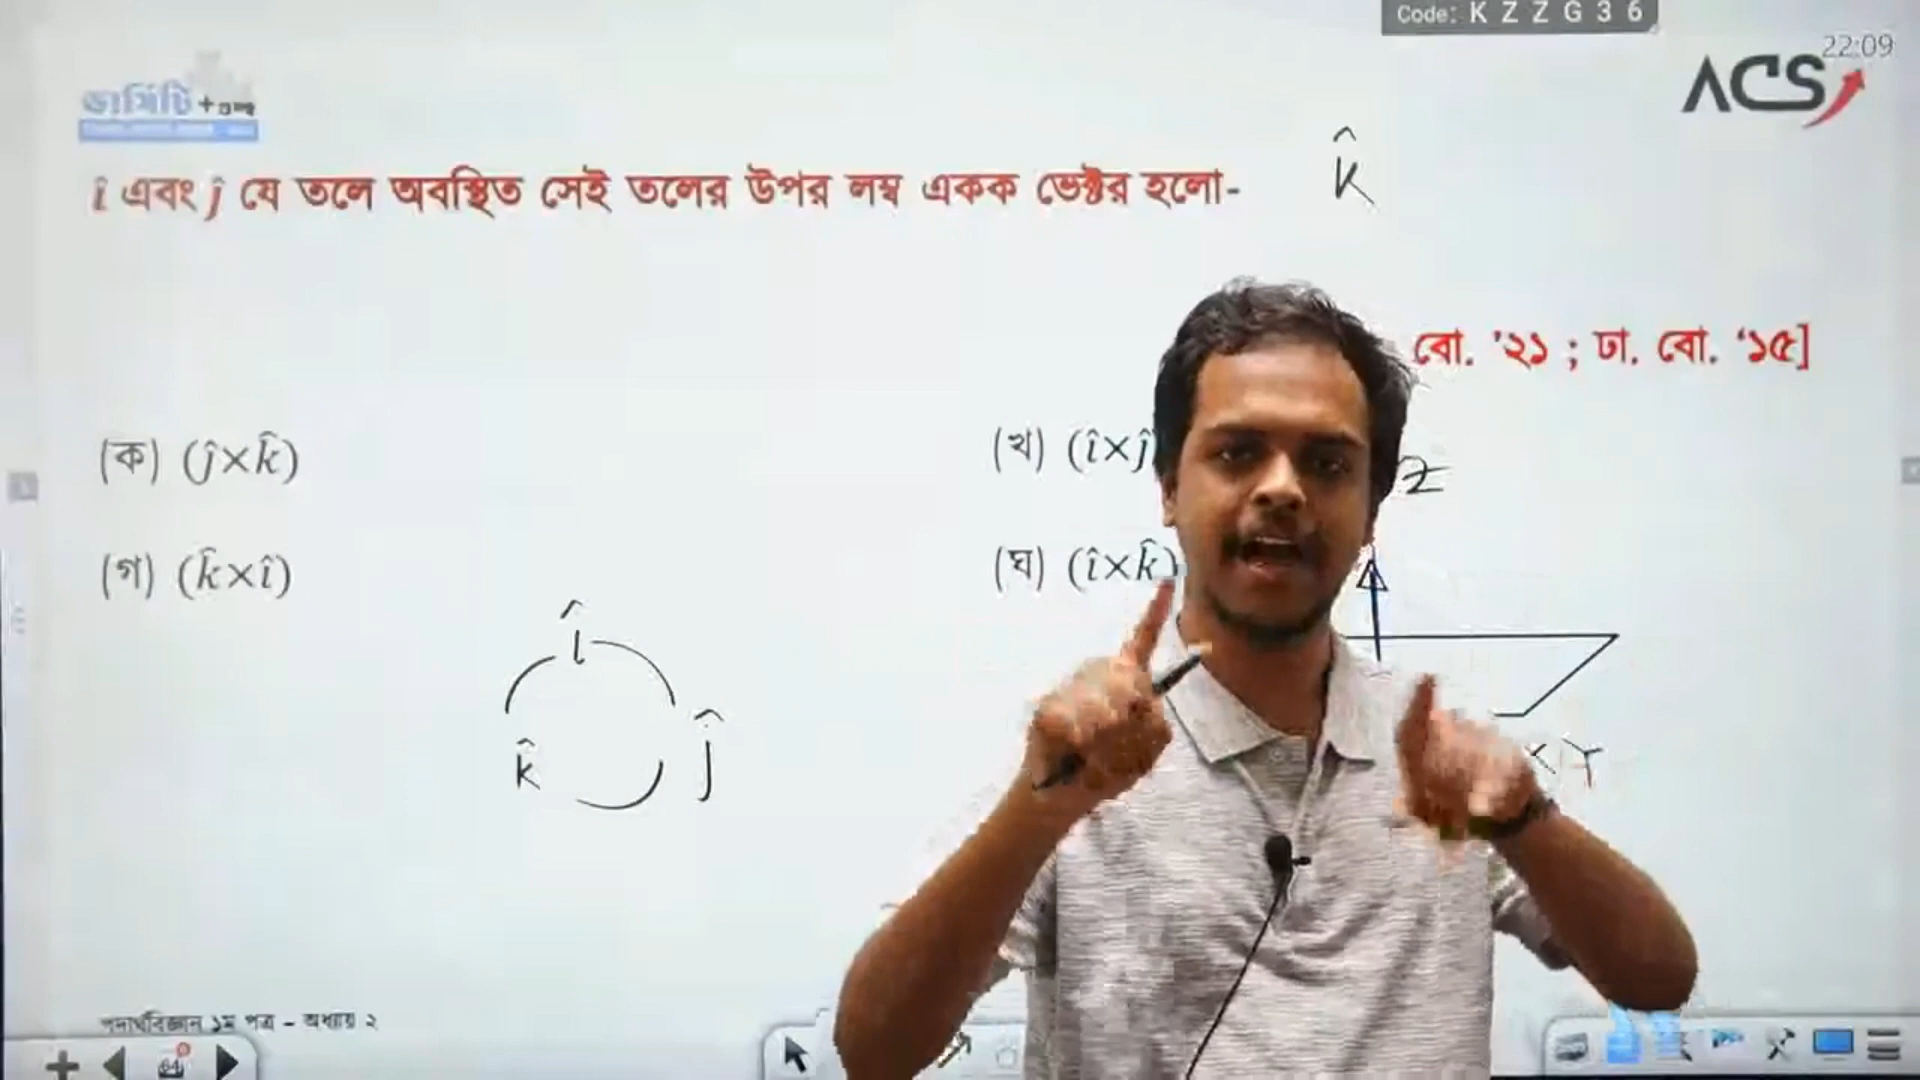 Code: K Z Z G 3 6
22:09
ভার্সিটি +
ACS
î এবং ĵ যে তলে অবস্থিত সেই তলের উপর লম্ব একক ভেক্টর হলো-
k̂
বো. '২১ ; ঢা. বো. '১৫]
(ক) (ĵ×k̂)
(খ) (î×ĵ
z
(গ) (k̂×î)
(ঘ) (î×k̂)
î
k̂
ĵ
X Y
পদার্থবিজ্ঞান ১ম পত্র – অধ্যায় ২